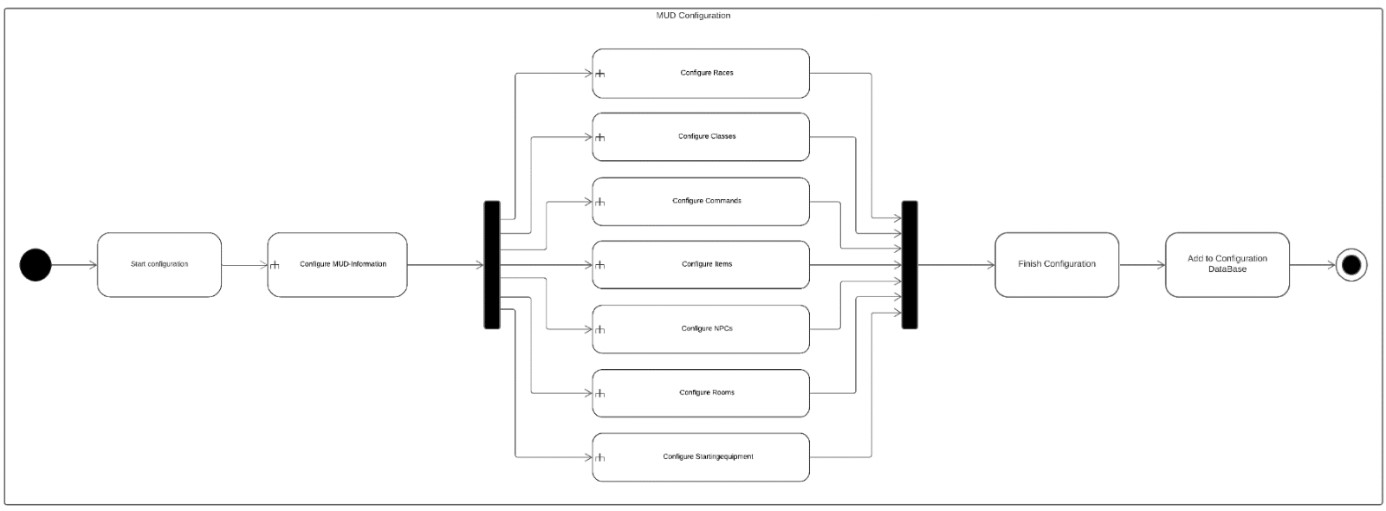 MUD Configuration
Configure Races
Configure Classes
Configure Commands
Start configuration
Configure MUD-Information
Configure Items
Finish Configuration
Add to Configuration
DataBase
Configure NPCs
Configure Rooms
Configure Startingequipment